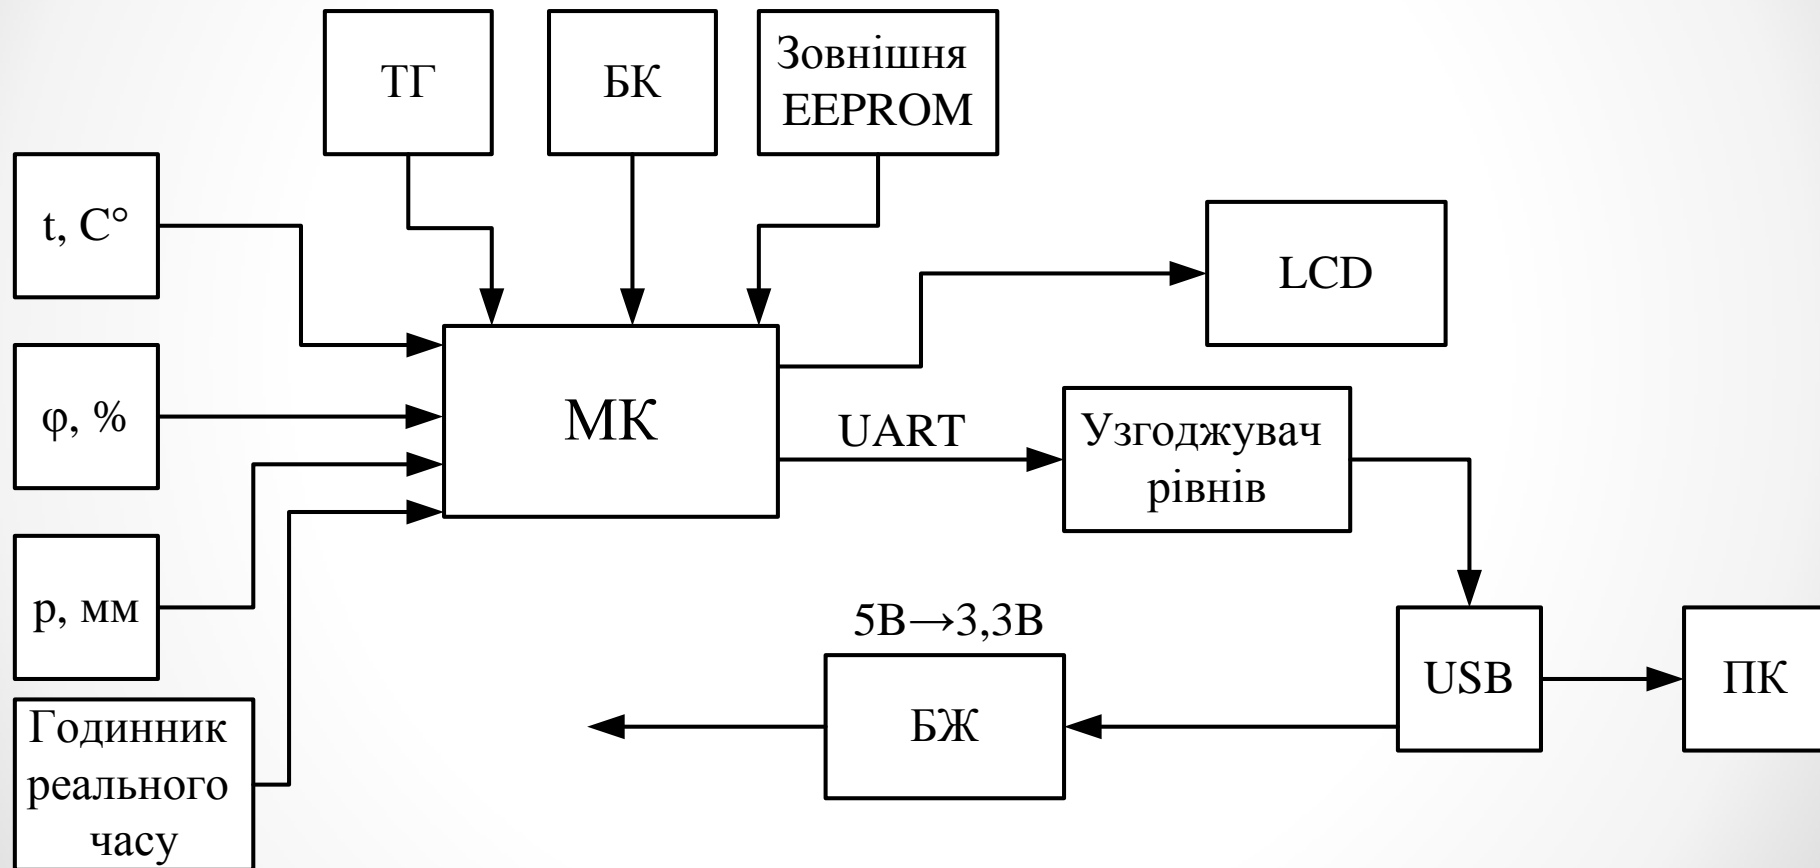 ТГ
БК
Зовнішня
EEPROM
t, C°
LCD
φ, %
МК
UART
Узгоджувач
рівнів
p, мм
5В→3,3В
БЖ
USB
ПК
Годинник
реального
часу